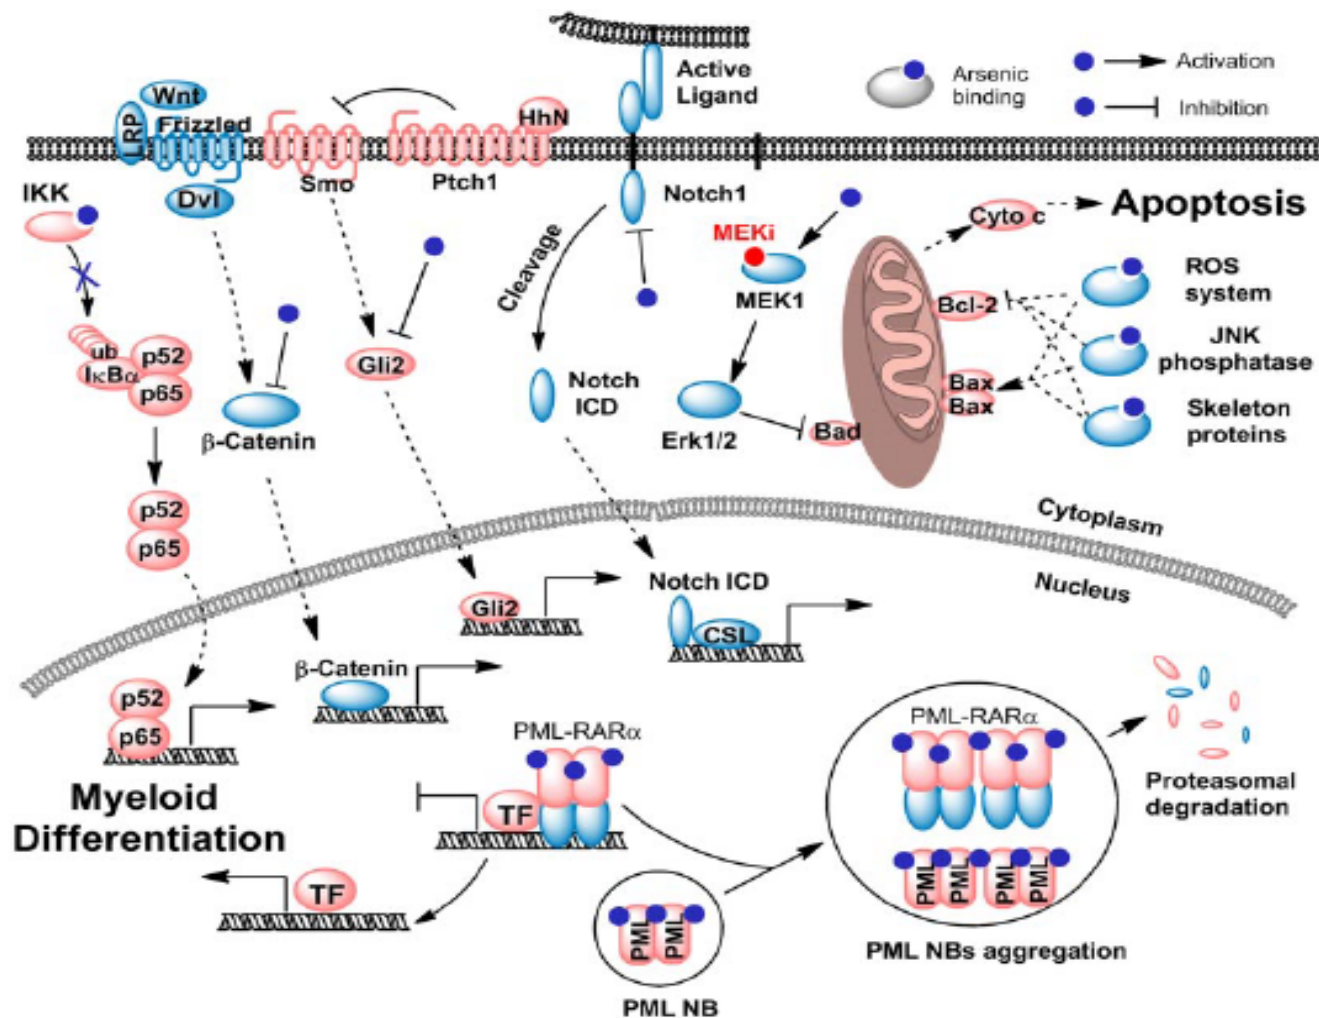 Active
Ligand
Arsenic
binding
Activation
Inhibition
Wnt
LRP
Frizzled
HhN
Dvl
Smo
Ptch1
Notch1
IKK
Cleavage
MEKi
MEK1
Cyto c
Apoptosis
ROS
system
Bcl-2
JNK
phosphatase
ub
IκBα
p52
p65
Gli2
Notch
ICD
Bax
Bax
Skeleton
proteins
β-Catenin
Erk1/2
Bad
p52
p65
Cytoplasm
Nucleus
Notch ICD
Gli2
CSL
β-Catenin
p52
p65
PML-RARα
PML-RARα
Myeloid
Differentiation
TF
TF
Proteasomal
degradation
PML
PML
PML
PML
PML
PML
PML NBs aggregation
PML NB